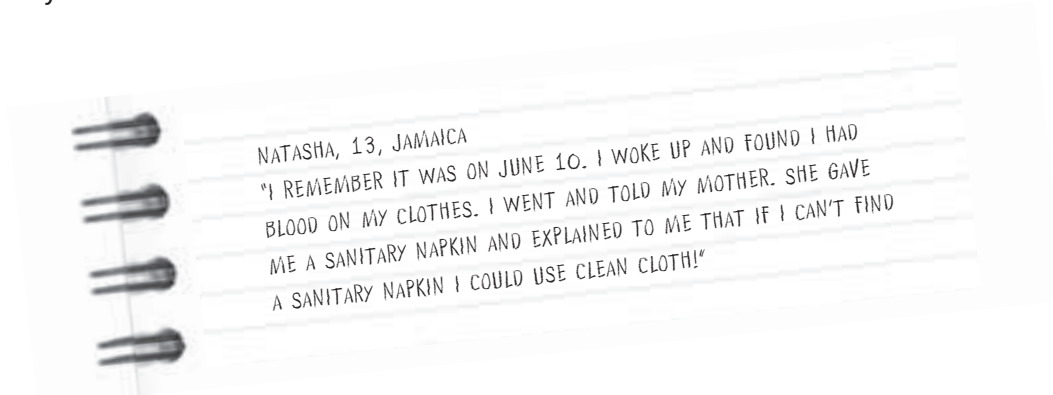 NATASHA, 13, JAMAICA
"I REMEMBER IT WAS ON JUNE 10. I WOKE UP AND FOUND I HAD
BLOOD ON MY CLOTHES. I WENT AND TOLD MY MOTHER. SHE GAVE
ME A SANITARY NAPKIN AND EXPLAINED TO ME THAT IF I CAN'T FIND
A SANITARY NAPKIN I COULD USE CLEAN CLOTH!"